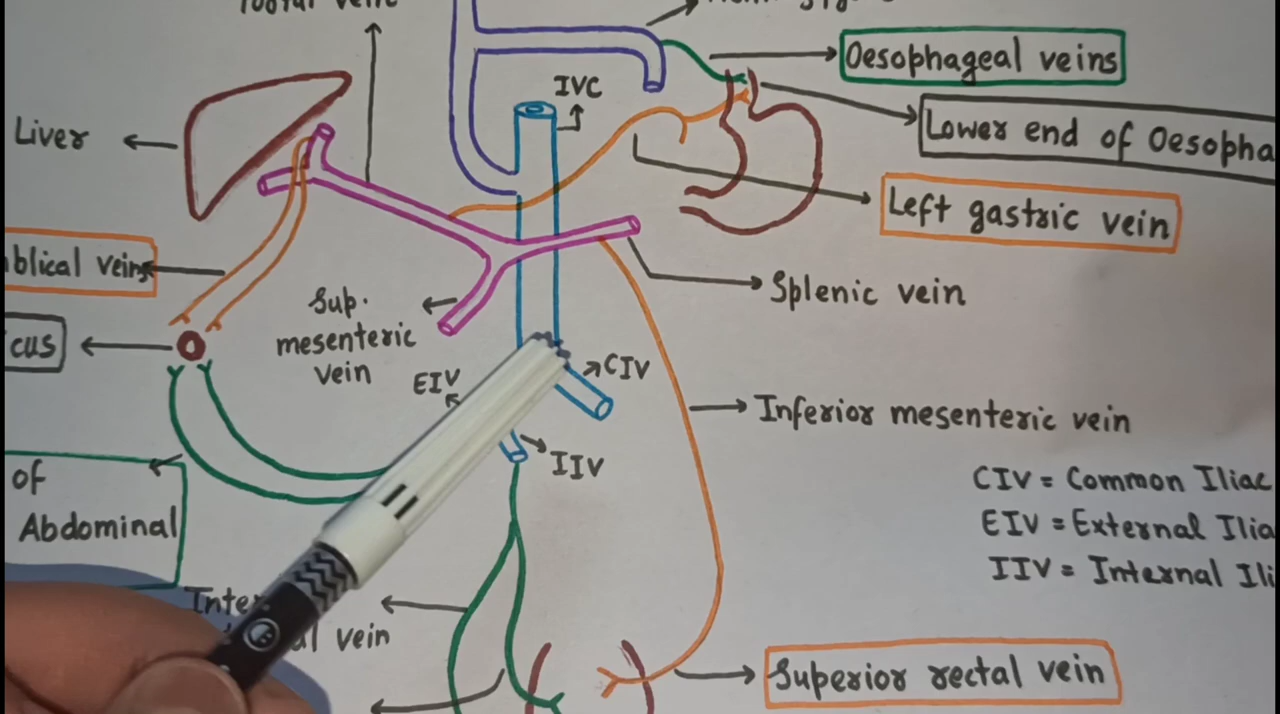 Oesophageal veins
IVC
Liver
Lower end of Oesopha
Left gastric vein
blical veins
Splenic vein
Sup.
mesenteric
vein
cus
EIV
CIV
Inferior mesenteric vein
IIV
of
Abdominal
CIV = Common Iliac
EIV = External Ilia
IIV = Internal Ili
Inte
al vein
Superior rectal vein